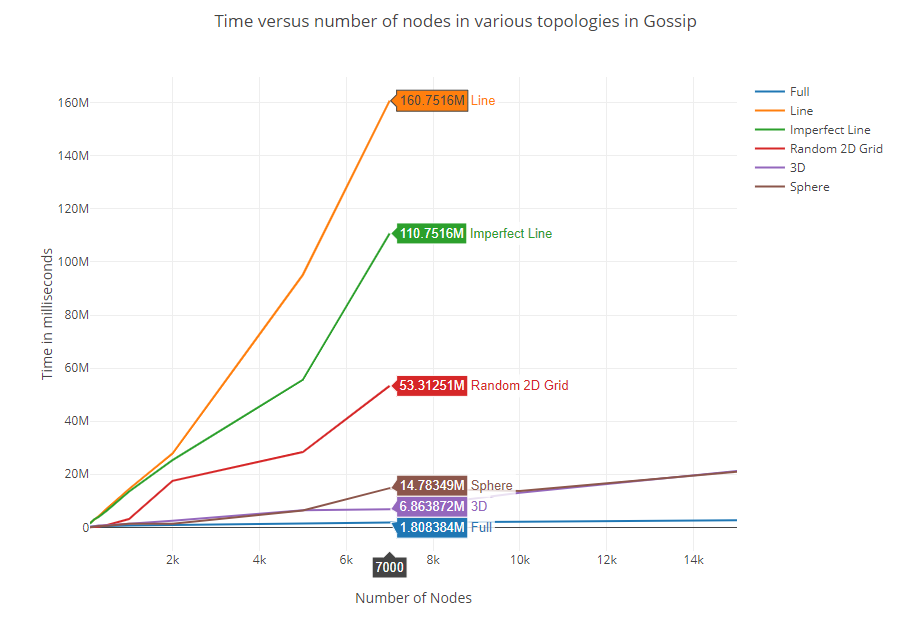 Time versus number of nodes in various topologies in Gossip
Full
Line
Imperfect Line
Random 2D Grid
3D
Sphere
Time in milliseconds
160M
140M
120M
100M
80M
60M
40M
20M
0
160.7516M Line
110.7516M Imperfect Line
53.31251M Random 2D Grid
14.78349M Sphere
6.863872M 3D
1.808384M Full
2k 4k 6k 8k 10k 12k 14k
7000
Number of Nodes